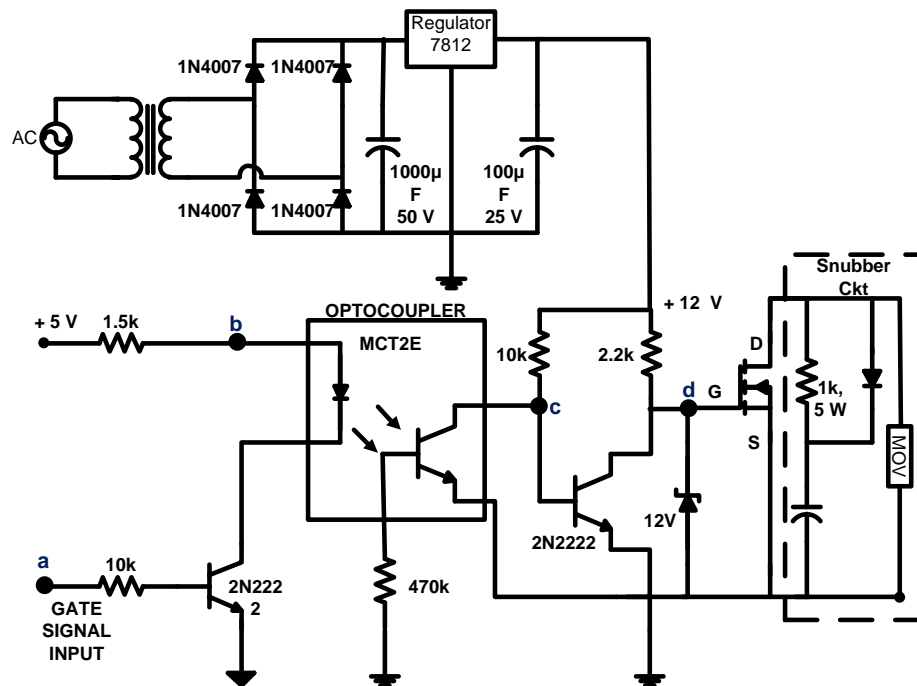 Regulator
7812
1N4007
1N4007
AC
1000µ
F
50 V
100µ
F
25 V
1N4007
1N4007
Snubber
Ckt
+ 12 V
OPTOCOUPLER
+ 5 V
1.5k
b
MCT2E
10k
2.2k
D
d
G
1k,
5 W
c
S
MOV
12V
2N2222
a
10k
2N222
2
470k
GATE
SIGNAL
INPUT